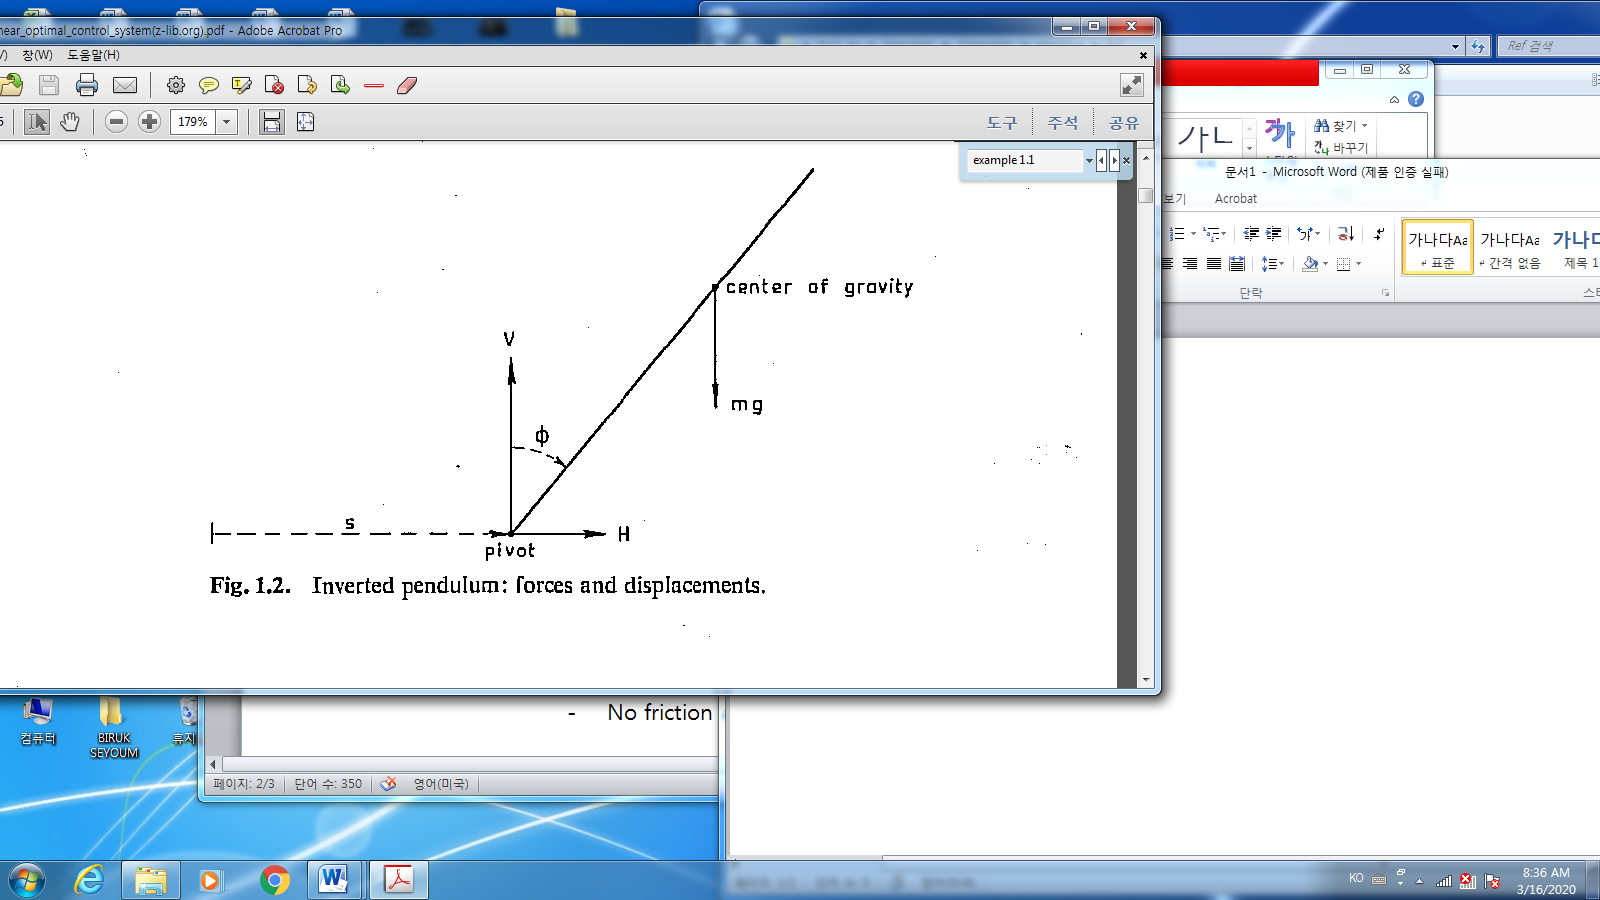 near_optimal_control_system(z-lib.org).pdf - Adobe Acrobat Pro
창(W) 도움말(H)
179%
도구 주석 공유
example 1.1
center of gravity
V
mg
ϕ
s
H
pivot
Fig. 1.2. Inverted pendulum: forces and displacements.
Ref 검색
찾기
바꾸기
문서1 - Microsoft Word (제품 인증 실패)
보기 Acrobat
가나다Aa 가나다Aa 가나다
표준 간격 없음 제목 1
단락
- No friction
컴퓨터
BIRUK SEYOUM
페이지: 2/3 단어 수: 350 영어(미국)
KO
8:36 AM
3/16/2020